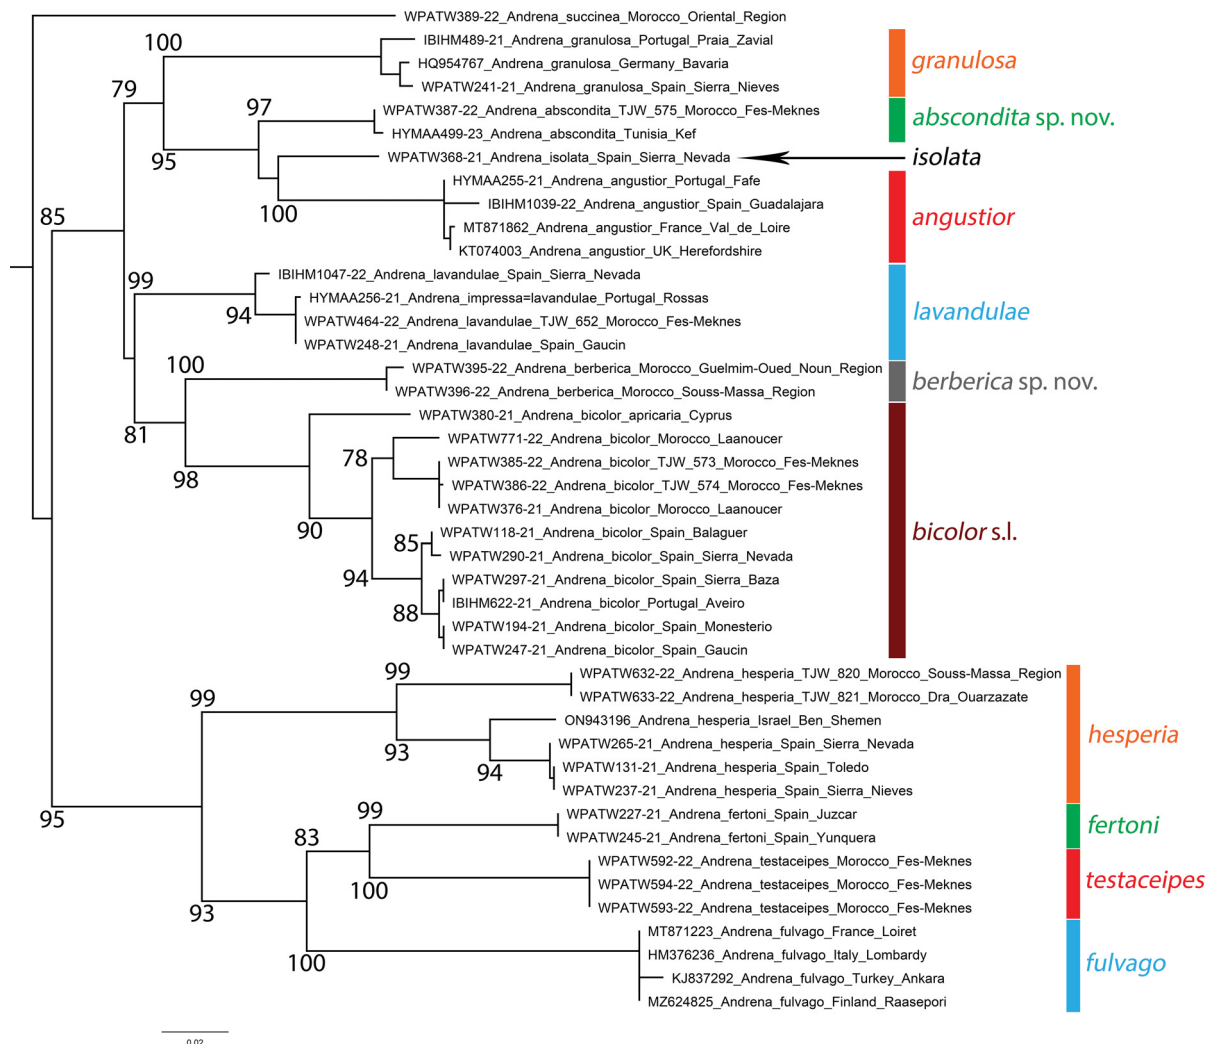 WPATW389-22_Andrena_succinea_Morocco_Oriental_Region
IBIHM489-21_Andrena_granulosa_Portugal_Praia_Zavial
100
granulosa
HQ954767_Andrena_granulosa_Germany_Bavaria
WPATW241-21_Andrena_granulosa_Spain_Sierra_Nieves
79
97
WPATW387-22_Andrena_abscondita_TJW_575_Morocco_Fes-Meknes
abscondita sp. nov.
HYMAA499-23_Andrena_abscondita_Tunisia_Kef
95
WPATW368-21_Andrena_isolata_Spain_Sierra_Nevada
isolata
HYMAA255-21_Andrena_angustior_Portugal_Fafe
IBIHM1039-22_Andrena_angustior_Spain_Guadalajara
100
85
angustior
MT871862_Andrena_angustior_France_Val_de_Loire
KT074003_Andrena_angustior_UK_Herefordshire
99
IBIHM1047-22_Andrena_lavandulae_Spain_Sierra_Nevada
HYMAA256-21_Andrena_impressa=lavandulae_Portugal_Rossas
94
lavandulae
WPATW464-22_Andrena_lavandulae_TJW_652_Morocco_Fes-Meknes
WPATW248-21_Andrena_lavandulae_Spain_Gaucin
100
WPATW395-22_Andrena_berberica_Morocco_Guelmim-Oued_Noun_Region
berberica sp. nov.
WPATW396-22_Andrena_berberica_Morocco_Souss-Massa_Region
WPATW380-21_Andrena_bicolor_apricaria_Cyprus
81
WPATW771-22_Andrena_bicolor_Morocco_Laanoucer
78
WPATW385-22_Andrena_bicolor_TJW_573_Morocco_Fes-Meknes
98
WPATW386-22_Andrena_bicolor_TJW_574_Morocco_Fes-Meknes
WPATW376-21_Andrena_bicolor_Morocco_Laanoucer
90
WPATW118-21_Andrena_bicolor_Spain_Balaguer
bicolor s.l.
85
WPATW290-21_Andrena_bicolor_Spain_Sierra_Nevada
94
WPATW297-21_Andrena_bicolor_Spain_Sierra_Baza
IBIHM622-21_Andrena_bicolor_Portugal_Aveiro
88
WPATW194-21_Andrena_bicolor_Spain_Monesterio
WPATW247-21_Andrena_bicolor_Spain_Gaucin
99
WPATW632-22_Andrena_hesperia_TJW_820_Morocco_Souss-Massa_Region
99
WPATW633-22_Andrena_hesperia_TJW_821_Morocco_Dra_Ouarzazate
ON943196_Andrena_hesperia_Israel_Ben_Shemen
hesperia
93
WPATW265-21_Andrena_hesperia_Spain_Sierra_Nevada
94
WPATW131-21_Andrena_hesperia_Spain_Toledo
WPATW237-21_Andrena_hesperia_Spain_Sierra_Nieves
99
WPATW227-21_Andrena_fertoni_Spain_Juzcar
95
fertoni
83
WPATW245-21_Andrena_fertoni_Spain_Yunquera
WPATW592-22_Andrena_testaceipes_Morocco_Fes-Meknes
100
WPATW594-22_Andrena_testaceipes_Morocco_Fes-Meknes
testaceipes
WPATW593-22_Andrena_testaceipes_Morocco_Fes-Meknes
93
MT871223_Andrena_fulvago_France_Loiret
100
HM376236_Andrena_fulvago_Italy_Lombardy
fulvago
KJ837292_Andrena_fulvago_Turkey_Ankara
MZ624825_Andrena_fulvago_Finland_Raasepori
0.02